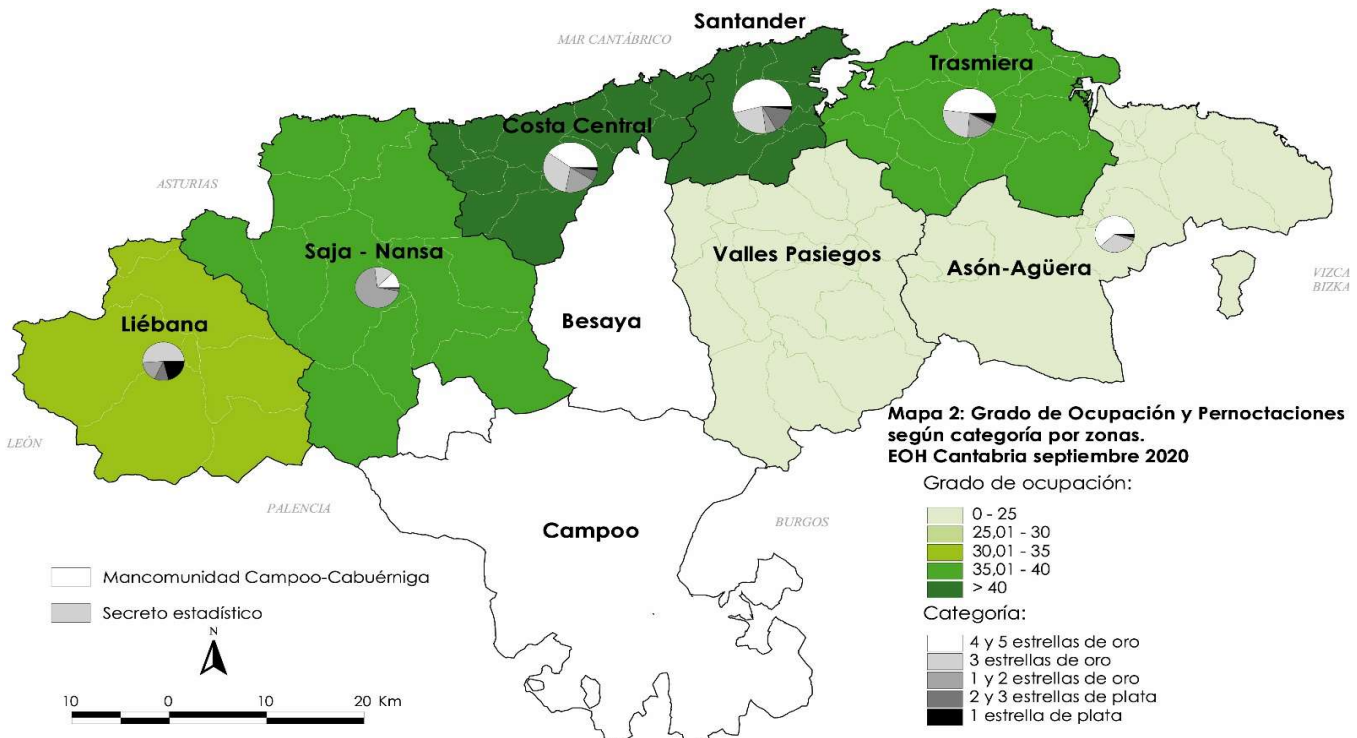 Santander
MAR CANTÁBRICO
Trasmiera
Costa Central
ASTURIAS
Saja - Nansa
Valles Pasiegos
Asón-Agüera
VIZCA
BIZKA
Liébana
Besaya
LEÓN
Mapa 2: Grado de Ocupación y Pernoctaciones
según categoría por zonas.
EOH Cantabria septiembre 2020
Grado de ocupación:
0 - 25
25,01 - 30
30,01 - 35
35,01 - 40
> 40
PALENCIA
BURGOS
Campoo
Mancomunidad Campoo-Cabuérniga
Secreto estadístico
Categoría:
4 y 5 estrellas de oro
3 estrellas de oro
1 y 2 estrellas de oro
2 y 3 estrellas de plata
1 estrella de plata
N
10 0 10 20 Km